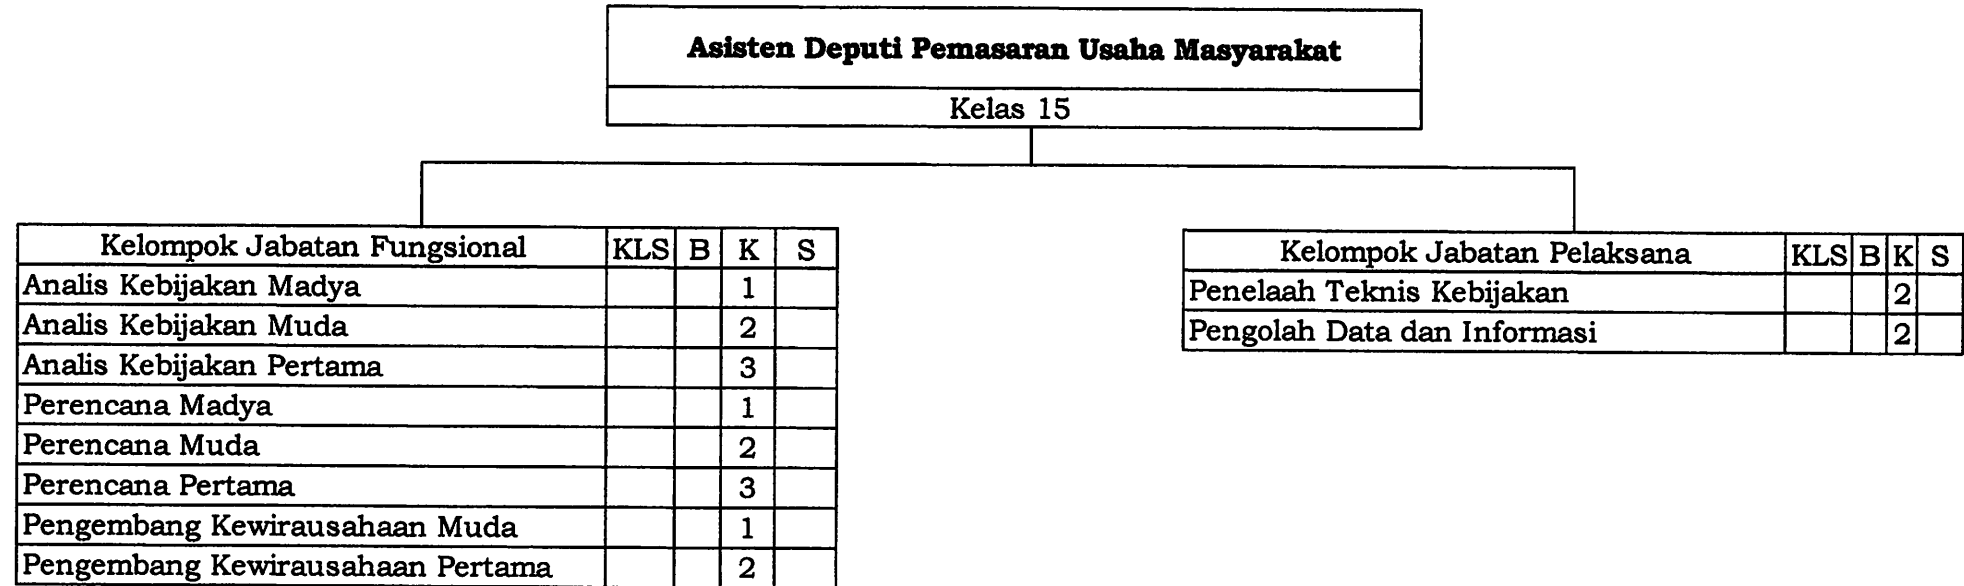 Asisten Deputi Pemasaran Usaha Masyarakat
Kelas 15
Kelompok Jabatan Fungsional KLS B K S
Analis Kebijakan Madya 1
Analis Kebijakan Muda 2
Analis Kebijakan Pertama 3
Perencana Madya 1
Perencana Muda 2
Perencana Pertama 3
Pengembang Kewirausahaan Muda 1
Pengembang Kewirausahaan Pertama 2
Kelompok Jabatan Pelaksana KLS B K S
Penelaah Teknis Kebijakan 2
Pengolah Data dan Informasi 2